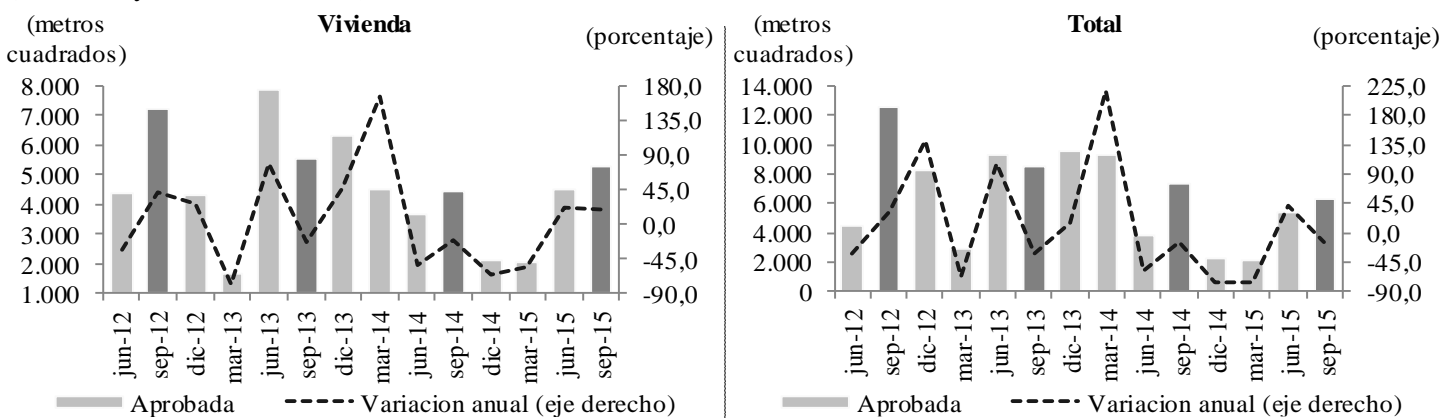 (metros
cuadrados)
Vivienda
(porcentaje)
8.000
7.000
6.000
5.000
4.000
3.000
2.000
1.000
180,0
135,0
90,0
45,0
0,0
-45,0
-90,0
jun-12
sep-12
dic-12
mar-13
jun-13
sep-13
dic-13
mar-14
jun-14
sep-14
dic-14
mar-15
jun-15
sep-15
Aprobada
Variacion anual (eje derecho)
(metros
cuadrados)
Total
(porcentaje)
14.000
12.000
10.000
8.000
6.000
4.000
2.000
0
225,0
180,0
135,0
90,0
45,0
0,0
-45,0
-90,0
jun-12
sep-12
dic-12
mar-13
jun-13
sep-13
dic-13
mar-14
jun-14
sep-14
dic-14
mar-15
jun-15
sep-15
Aprobada
Variacion anual (eje derecho)